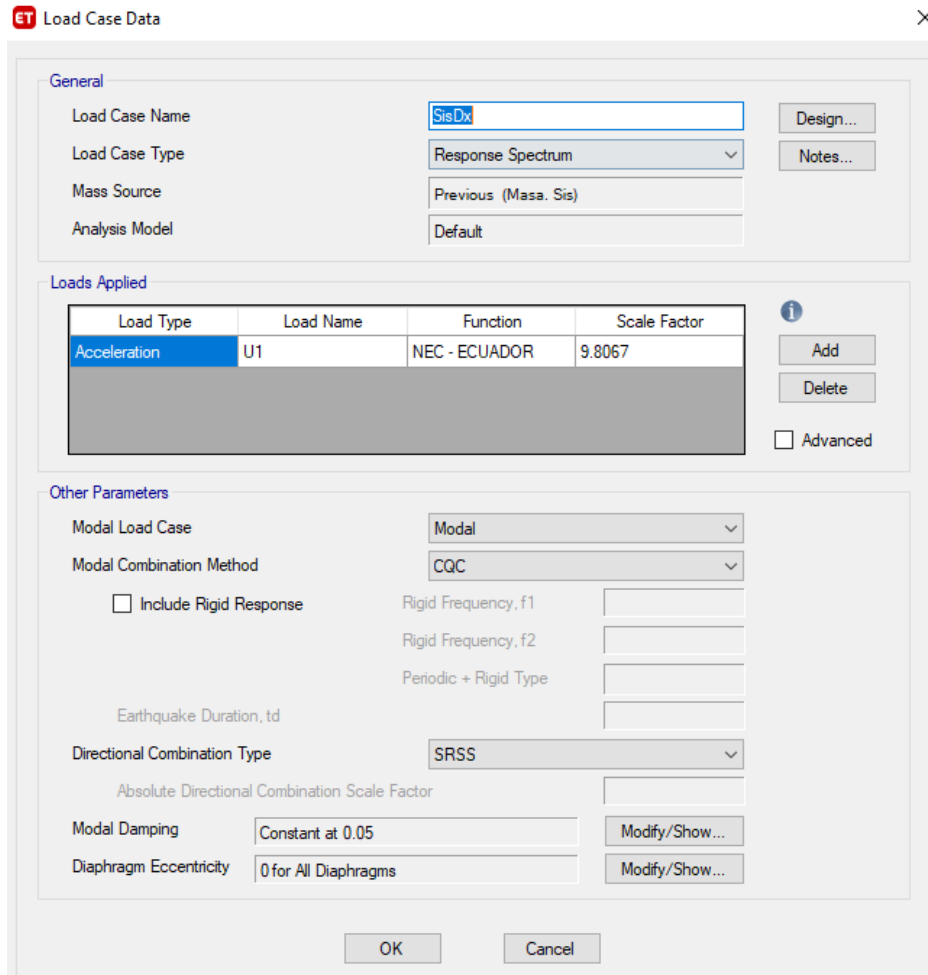 ET Load Case Data
General
Load Case Name SisDx Design...
Load Case Type Response Spectrum Notes...
Mass Source Previous (Masa. Sis)
Analysis Model Default
Loads Applied
Load Type Load Name Function Scale Factor
Acceleration U1 NEC - ECUADOR 9.8067 Add
Delete
Advanced
Other Parameters
Modal Load Case Modal
Modal Combination Method CQC
Include Rigid Response Rigid Frequency, f1
Rigid Frequency, f2
Periodic + Rigid Type
Earthquake Duration, td
Directional Combination Type SRSS
Absolute Directional Combination Scale Factor
Modal Damping Constant at 0.05 Modify/Show...
Diaphragm Eccentricity 0 for All Diaphragms Modify/Show...
OK Cancel